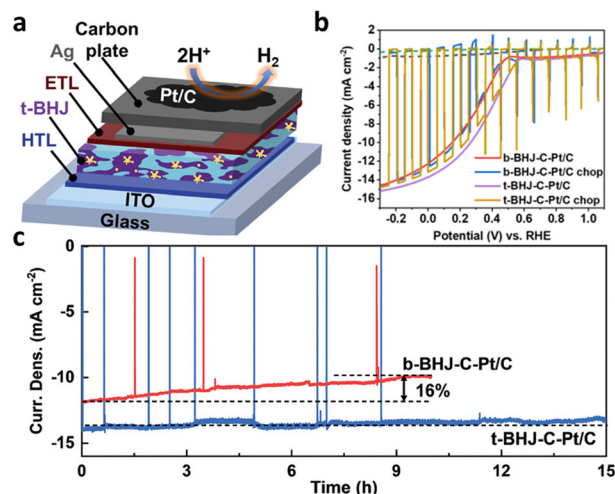 a
Carbon
plate
Ag
ETL
t-BHJ
HTL
2H⁺
H₂
Pt/C
ITO
Glass
b
Current density (mA cm⁻²)
2
0
-2
-4
-6
-8
-10
-12
-14
-16
b-BHJ-C-Pt/C
b-BHJ-C-Pt/C chop
t-BHJ-C-Pt/C
t-BHJ-C-Pt/C chop
-0.2 0.0 0.2 0.4 0.6 0.8 1.0
Potential (V) vs. RHE
c
Curr. Dens. (mA cm⁻²)
0
-5
-10
-15
b-BHJ-C-Pt/C
16%
t-BHJ-C-Pt/C
0 3 6 9 12 15
Time (h)